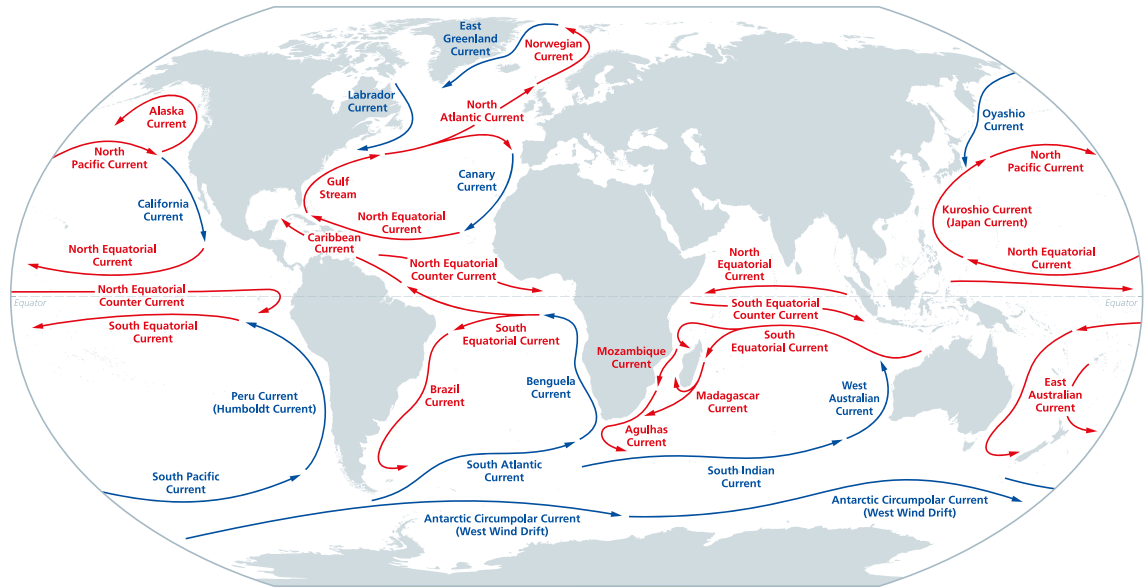 East
Greenland
Current
Norwegian
Current
Labrador
Current
North
Atlantic Current
Alaska
Current
North
Pacific Current
Oyashio
Current
North
Pacific Current
Gulf
Stream
Canary
Current
California
Current
Kuroshio Current
(Japan Current)
North Equatorial
Current
Caribbean
Current
North Equatorial
Current
North Equatorial
Counter Current
North
Equatorial
Current
North Equatorial
Current
North Equatorial
Counter Current
Equator
Equator
South Equatorial
Counter Current
South Equatorial
Current
South
Equatorial Current
South
Equatorial Current
Mozambique
Current
Peru Current
(Humboldt Current)
Brazil
Current
Benguela
Current
Madagascar
Current
West
Australian
Current
East
Australian
Current
Agulhas
Current
South Pacific
Current
South Atlantic
Current
South Indian
Current
Antarctic Circumpolar Current
(West Wind Drift)
Antarctic Circumpolar Current
(West Wind Drift)